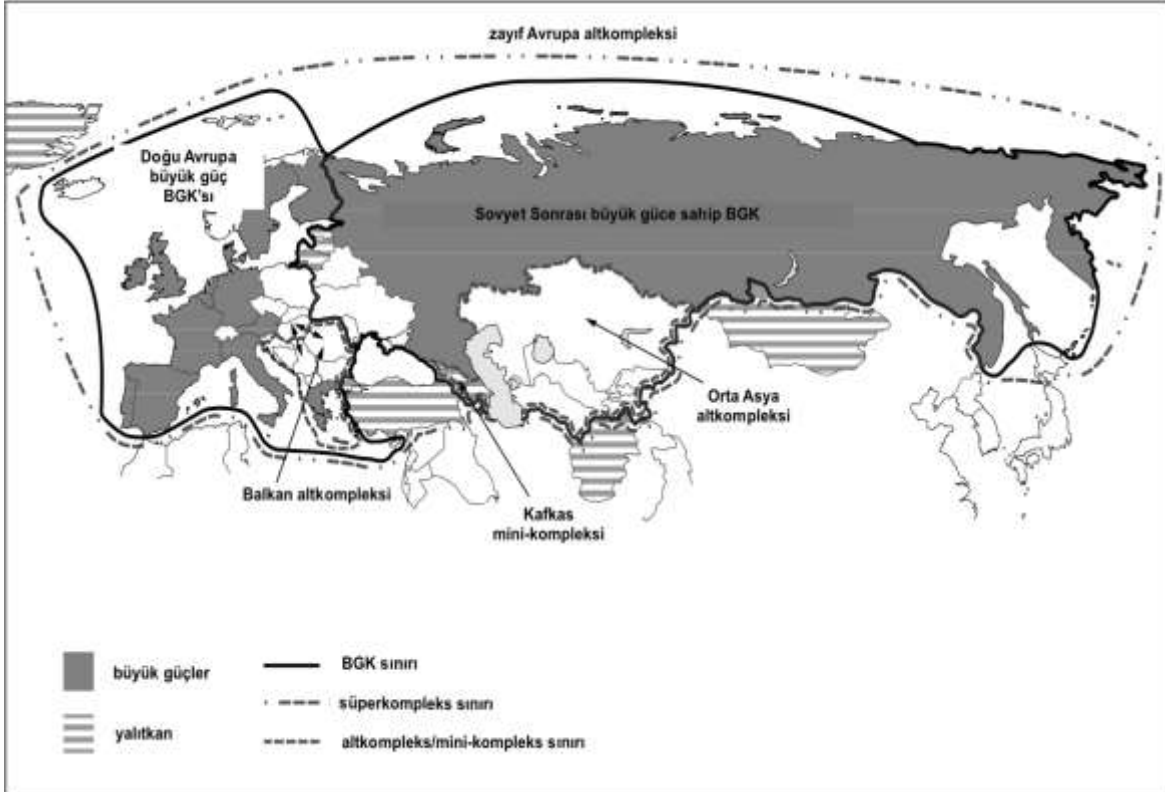 zayıf Avrupa altkompleksi
Doğu Avrupa
büyük güç
BGK'sı
Sovyet Sonrası büyük güce sahip BGK
Orta Asya
altkompleksi
Balkan altkompleksi
Kafkas
mini-kompleksi
büyük güçler
BGK sınırı
süperkompleks sınırı
yalıtkan
altkompleks/mini-kompleks sınırı